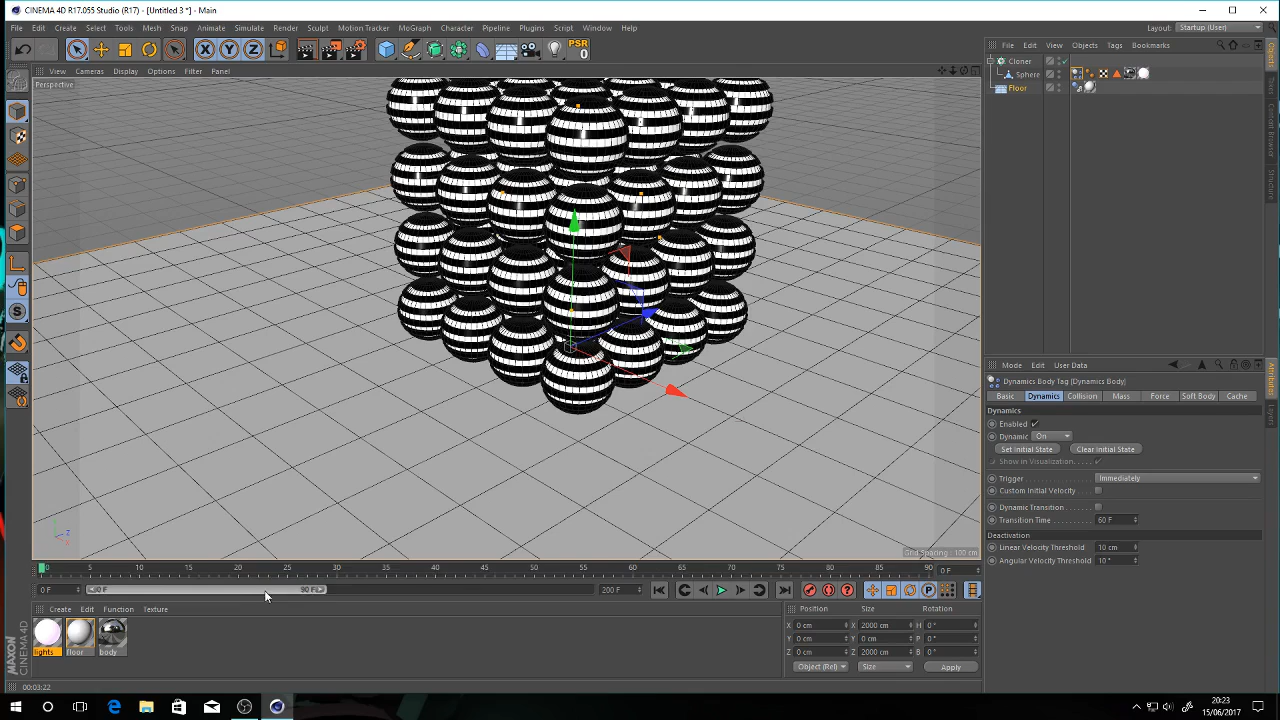 CINEMA 4D R17.055 Studio (R17) - [Untitled 3 *] - Main
File Edit Create Select Tools Mesh Snap Animate Simulate Render Sculpt Motion Tracker MoGraph Character Pipeline Plugins Script Window Help
Layout: Startup (User)
X Y Z PSR
0
File Edit View Objects Tags Bookmarks
View Cameras Display Options Filter Panel
Perspective
Cloner
Sphere
Floor
Objects
Content Browser
Structure
Grid Spacing : 100 cm
Mode Edit User Data
Dynamics Body Tag [Dynamics Body]
Basic Dynamics Collision Mass Force Soft Body Cache
Dynamics
Enabled
Dynamic On
Set Initial State Clear Initial State
Show in Visualization
Trigger Immediately
Custom Initial Velocity
Dynamic Transition
Transition Time 60 F
Deactivation
Linear Velocity Threshold 10 cm
Angular Velocity Threshold 10 °
Attributes
Layers
0 5 10 15 20 25 30 35 40 45 50 55 60 65 70 75 80 85 90 0 F
0 F 0 F 90 F 200 F
Create Edit Function Texture
lights floor body
Position Size Rotation
X 0 cm X 2000 cm H 0 °
Y 0 cm Y 0 cm P 0 °
Z 0 cm Z 2000 cm B 0 °
Object (Rel) Size Apply
MAXON
CINEMA 4D
00:03:22
20:23
15/06/2017